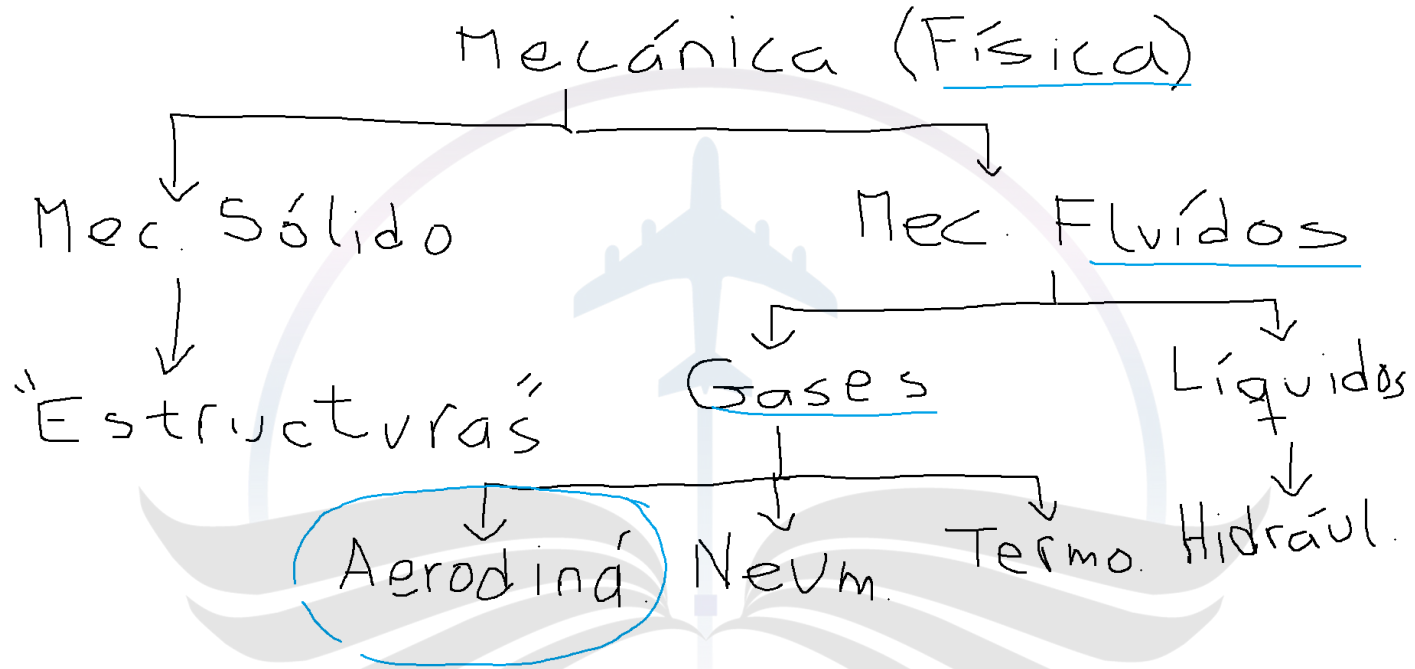 Mecánica (Física)
Mec. Sólido
Mec. Fluídos
"Estructuras"
Gases
Líquidos
Aerodiná.
Neum.
Termo.
Hidrául.